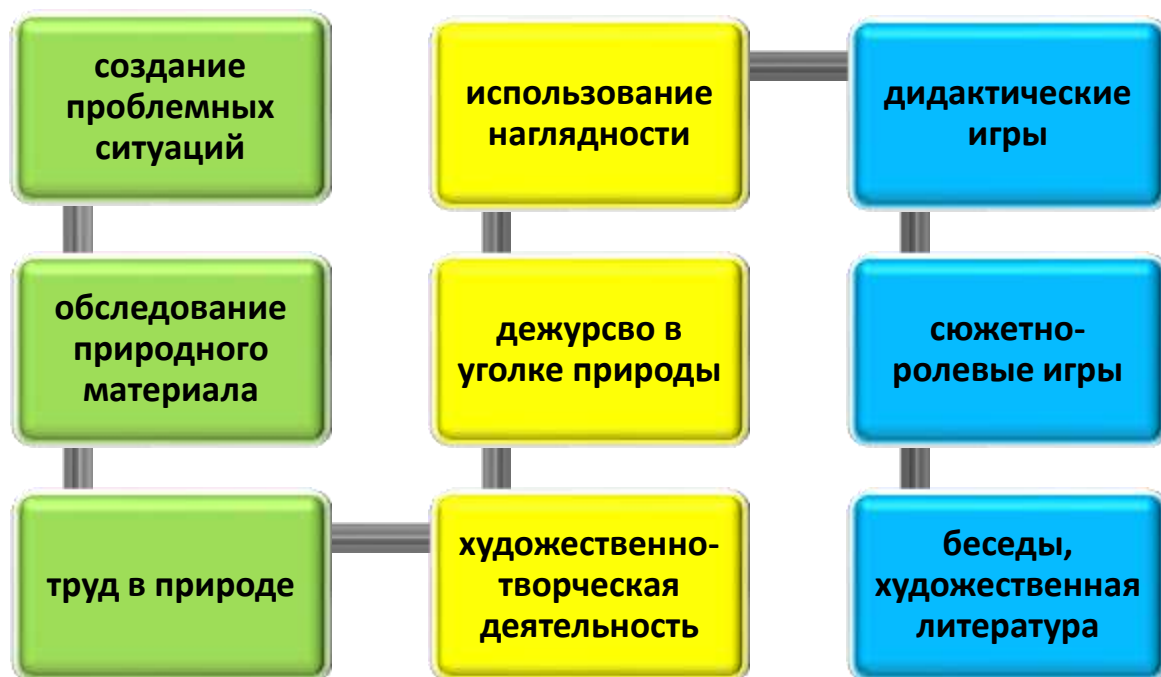 создание
проблемных
ситуаций
обследование
природного
материала
труд в природе
художественно-
творческая
деятельность
дежурсво в
уголке природы
использование
наглядности
дидактические
игры
сюжетно-
ролевые игры
беседы,
художественная
литература